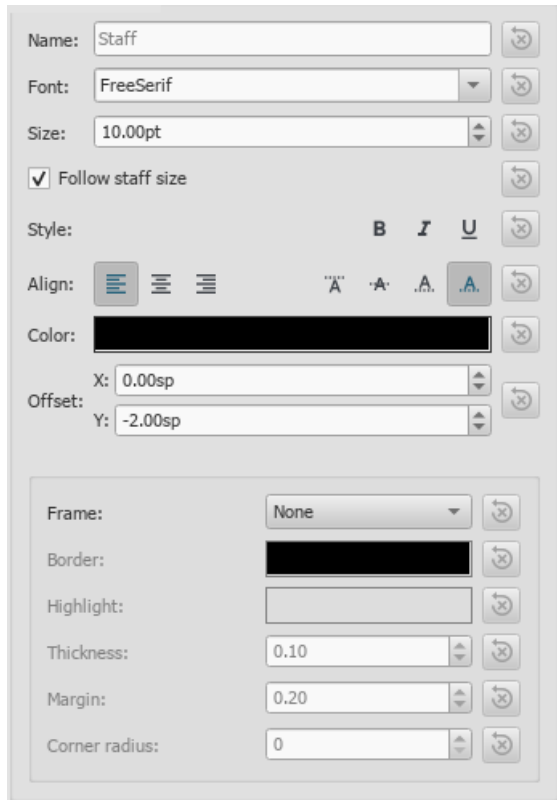 Name: Staff
Font: FreeSerif
Size: 10.00pt
Follow staff size
Style: B I U
Align: A A A A
Color:
Offset: X: 0.00sp
Y: -2.00sp
Frame: None
Border:
Highlight:
Thickness: 0.10
Margin: 0.20
Corner radius: 0